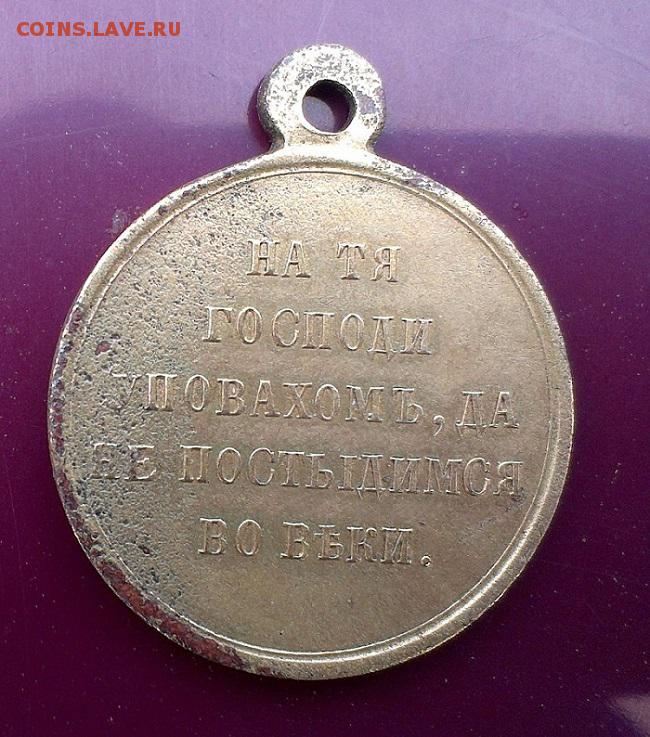 COINS.LAVE.RU
НА ТЯ
ГОСПОДИ
УПОВАХОМЪ, ДА
НЕ ПОСТЫДИМСЯ
ВО ВѢКИ.